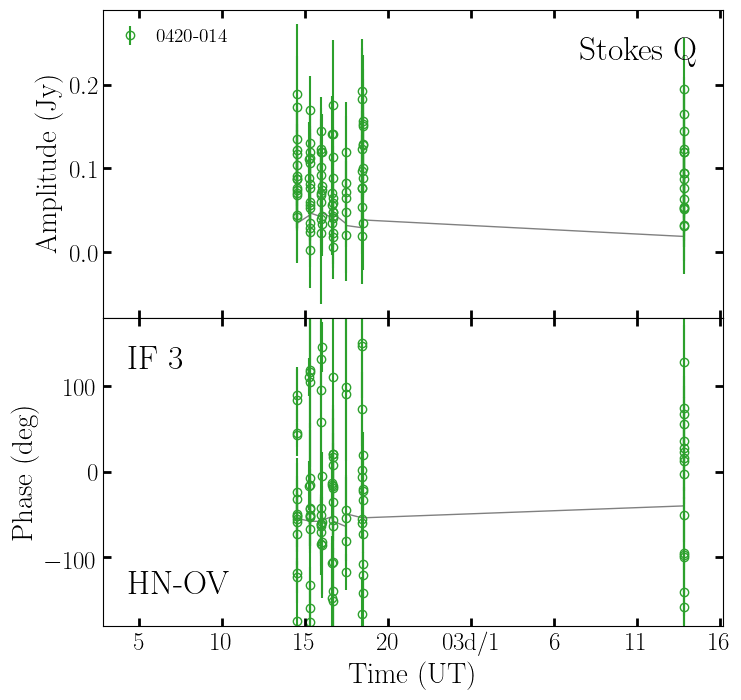 0420-014
Stokes Q
0.2
0.1
0.0
Amplitude (Jy)
IF 3
100
0
−100
Phase (deg)
HN-OV
5 10 15 20 03d/1 6 11 16
Time (UT)